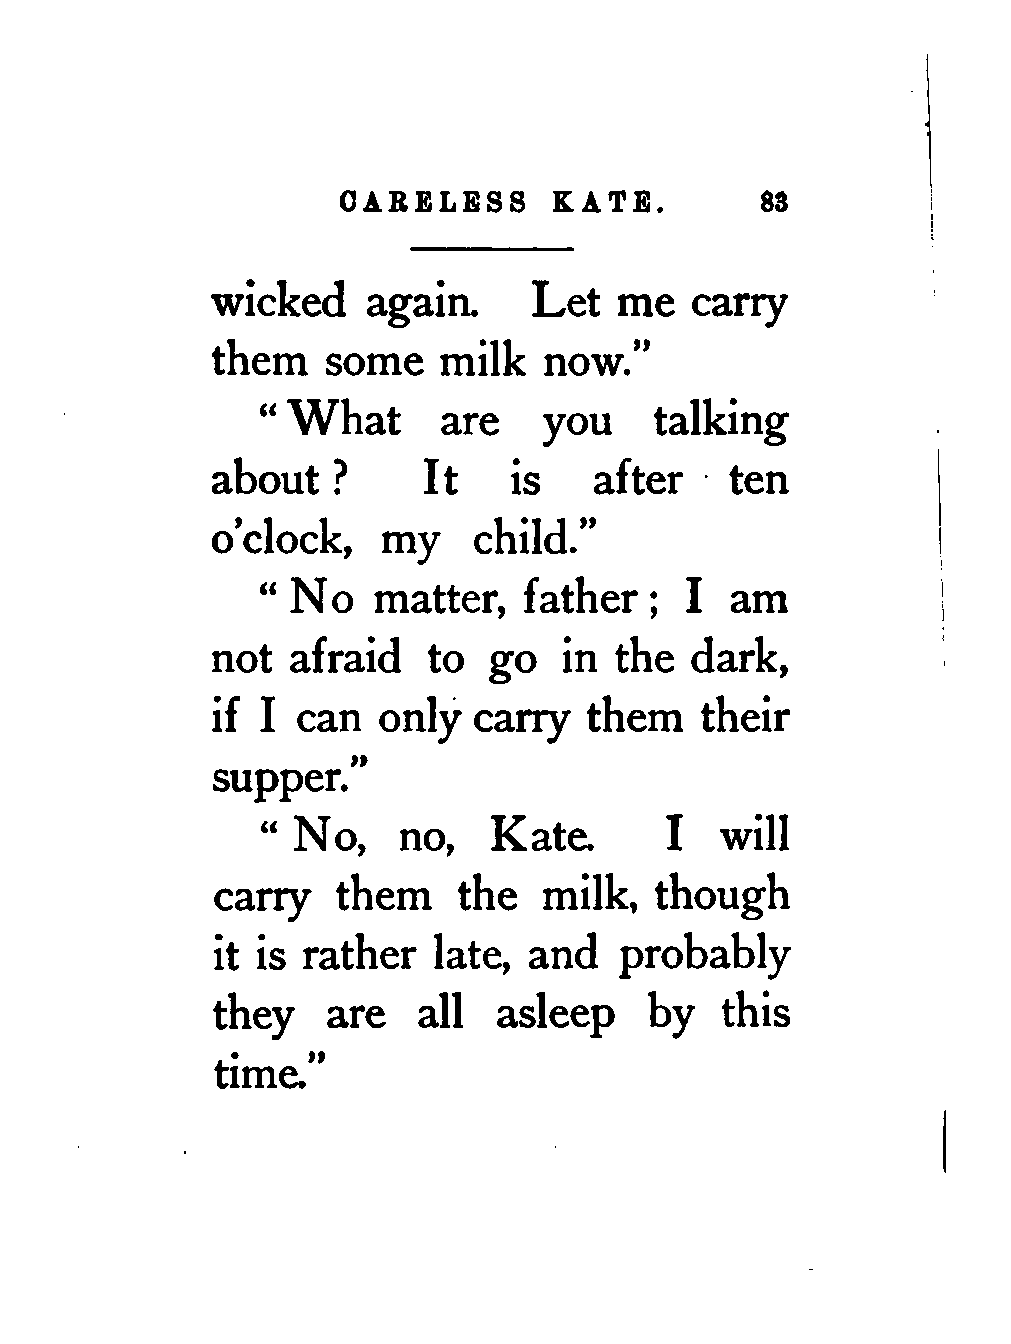 CARELESS KATE. 83
wicked again. Let me carry
them some milk now."
"What are you talking
about? It is after ten
o'clock, my child."
"No matter, father; I am
not afraid to go in the dark,
if I can only carry them their
supper."
"No, no, Kate. I will
carry them the milk, though
it is rather late, and probably
they are all asleep by this
time."